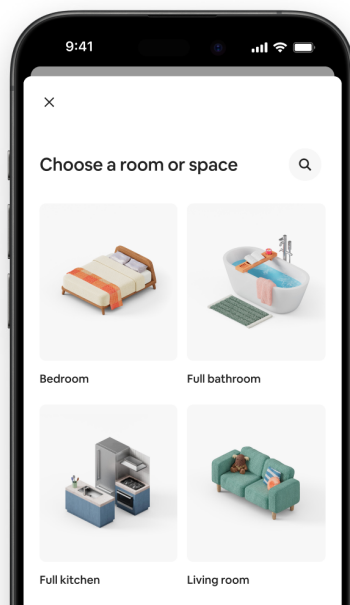 9:41
Choose a room or space
Bedroom
Full bathroom
Full kitchen
Living room